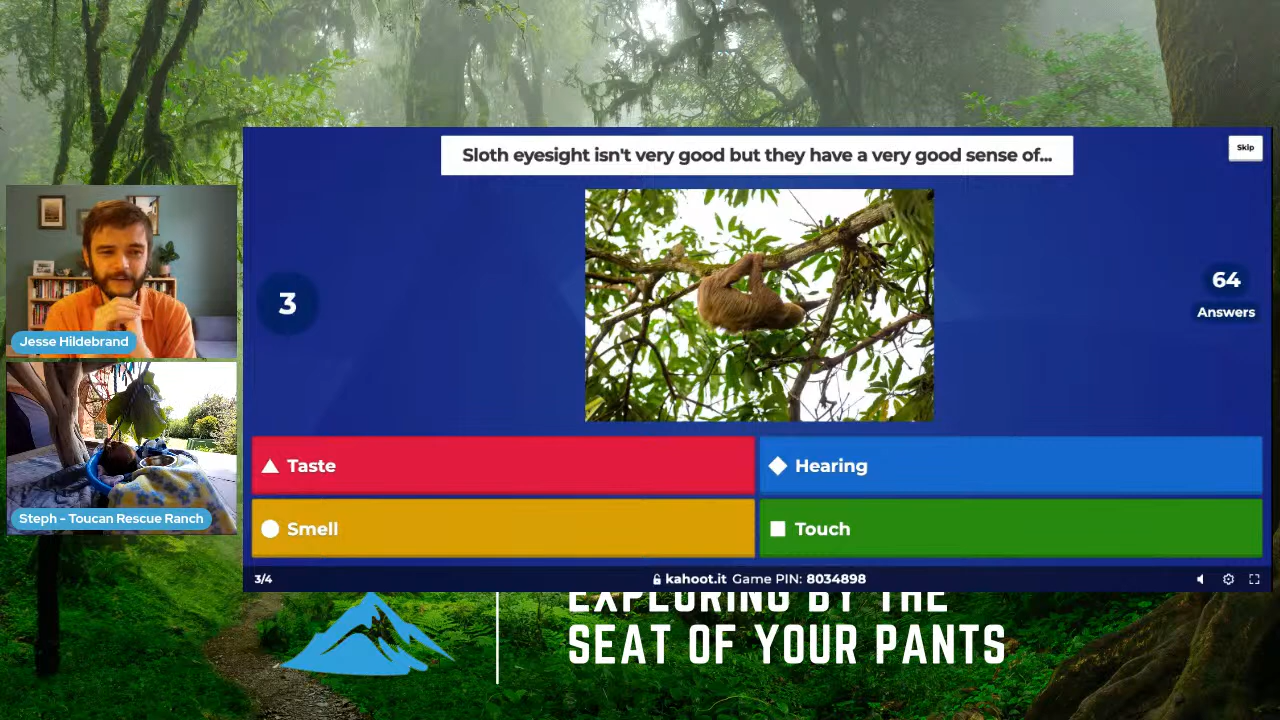 Sloth eyesight isn't very good but they have a very good sense of...
Skip
Jesse Hildebrand
3
64
Answers
Steph - Toucan Rescue Ranch
Taste
Hearing
Smell
Touch
3/4
kahoot.it Game PIN: 8034898
EXPLORING BY THE
SEAT OF YOUR PANTS